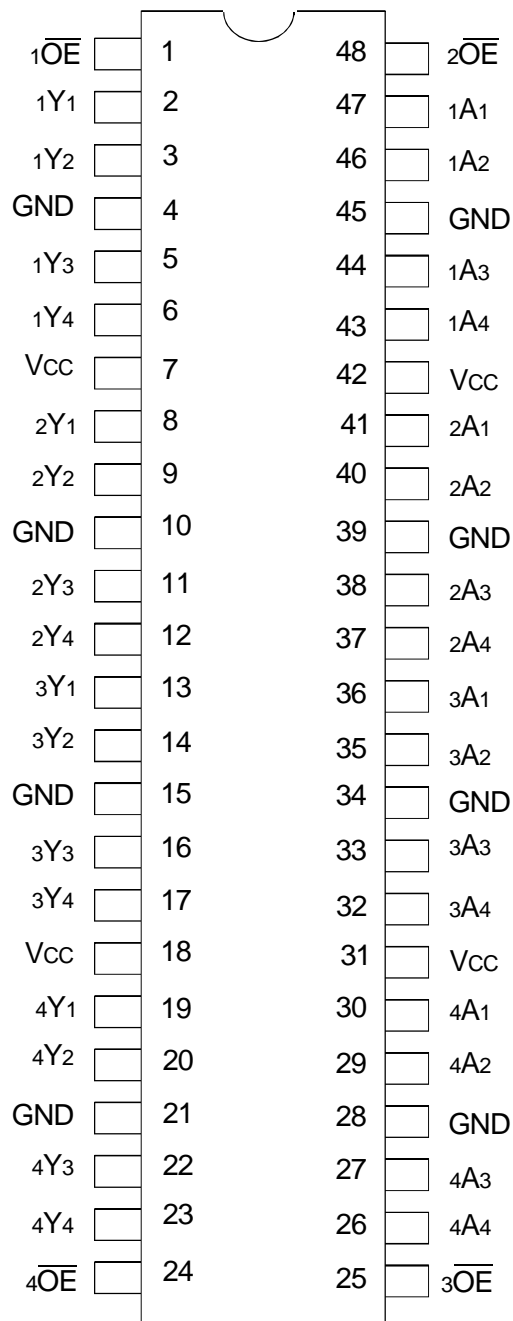 1OE 1 48 2OE
1Y1 2 47 1A1
1Y2 3 46 1A2
GND 4 45 GND
1Y3 5 44 1A3
1Y4 6 43 1A4
VCC 7 42 VCC
2Y1 8 41 2A1
2Y2 9 40 2A2
GND 10 39 GND
2Y3 11 38 2A3
2Y4 12 37 2A4
3Y1 13 36 3A1
3Y2 14 35 3A2
GND 15 34 GND
3Y3 16 33 3A3
3Y4 17 32 3A4
VCC 18 31 VCC
4Y1 19 30 4A1
4Y2 20 29 4A2
GND 21 28 GND
4Y3 22 27 4A3
4Y4 23 26 4A4
4OE 24 25 3OE